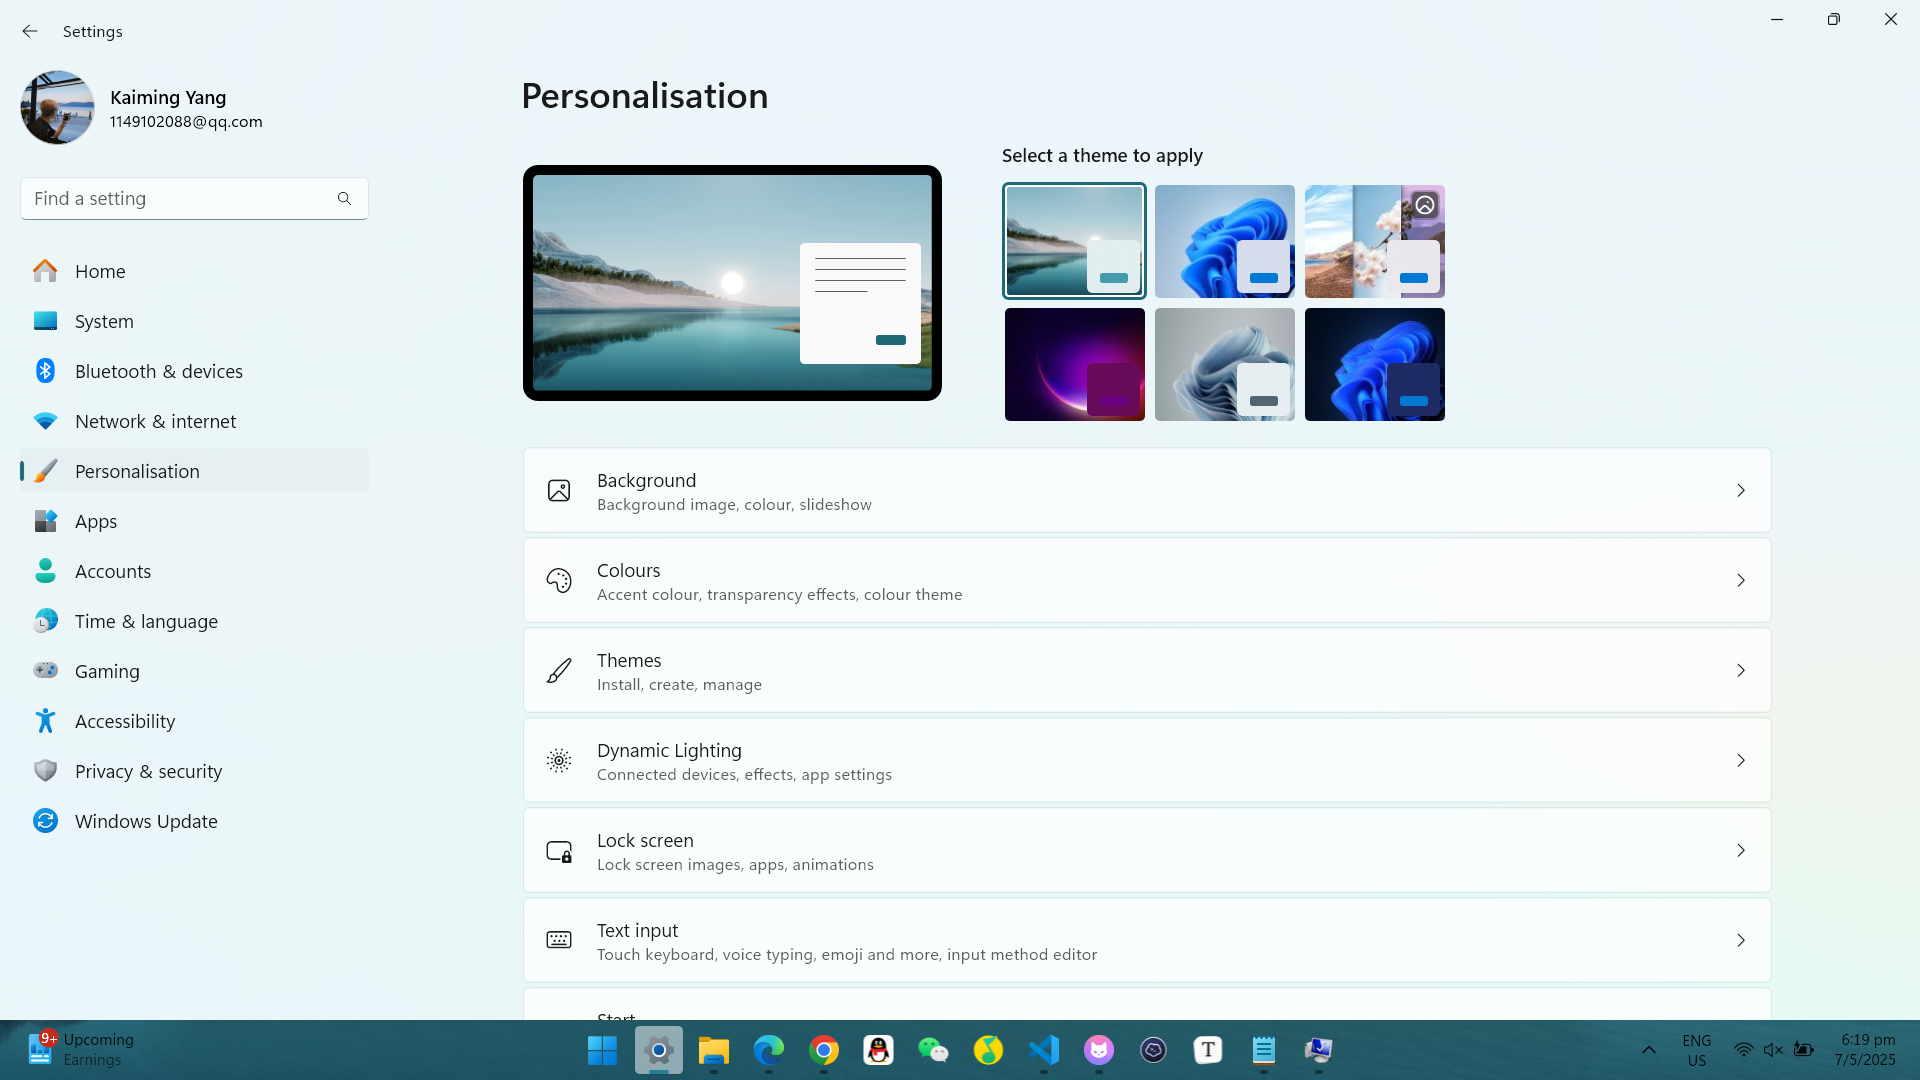 Settings
Kaiming Yang
1149102088@qq.com
Find a setting
Home
System
Bluetooth & devices
Network & internet
Personalisation
Apps
Accounts
Time & language
Gaming
Accessibility
Privacy & security
Windows Update
Personalisation
Select a theme to apply
Background
Background image, colour, slideshow
Colours
Accent colour, transparency effects, colour theme
Themes
Install, create, manage
Dynamic Lighting
Connected devices, effects, app settings
Lock screen
Lock screen images, apps, animations
Text input
Touch keyboard, voice typing, emoji and more, input method editor
Start
9+
Upcoming
Earnings
T
ENG
US
6:19 pm
7/5/2025